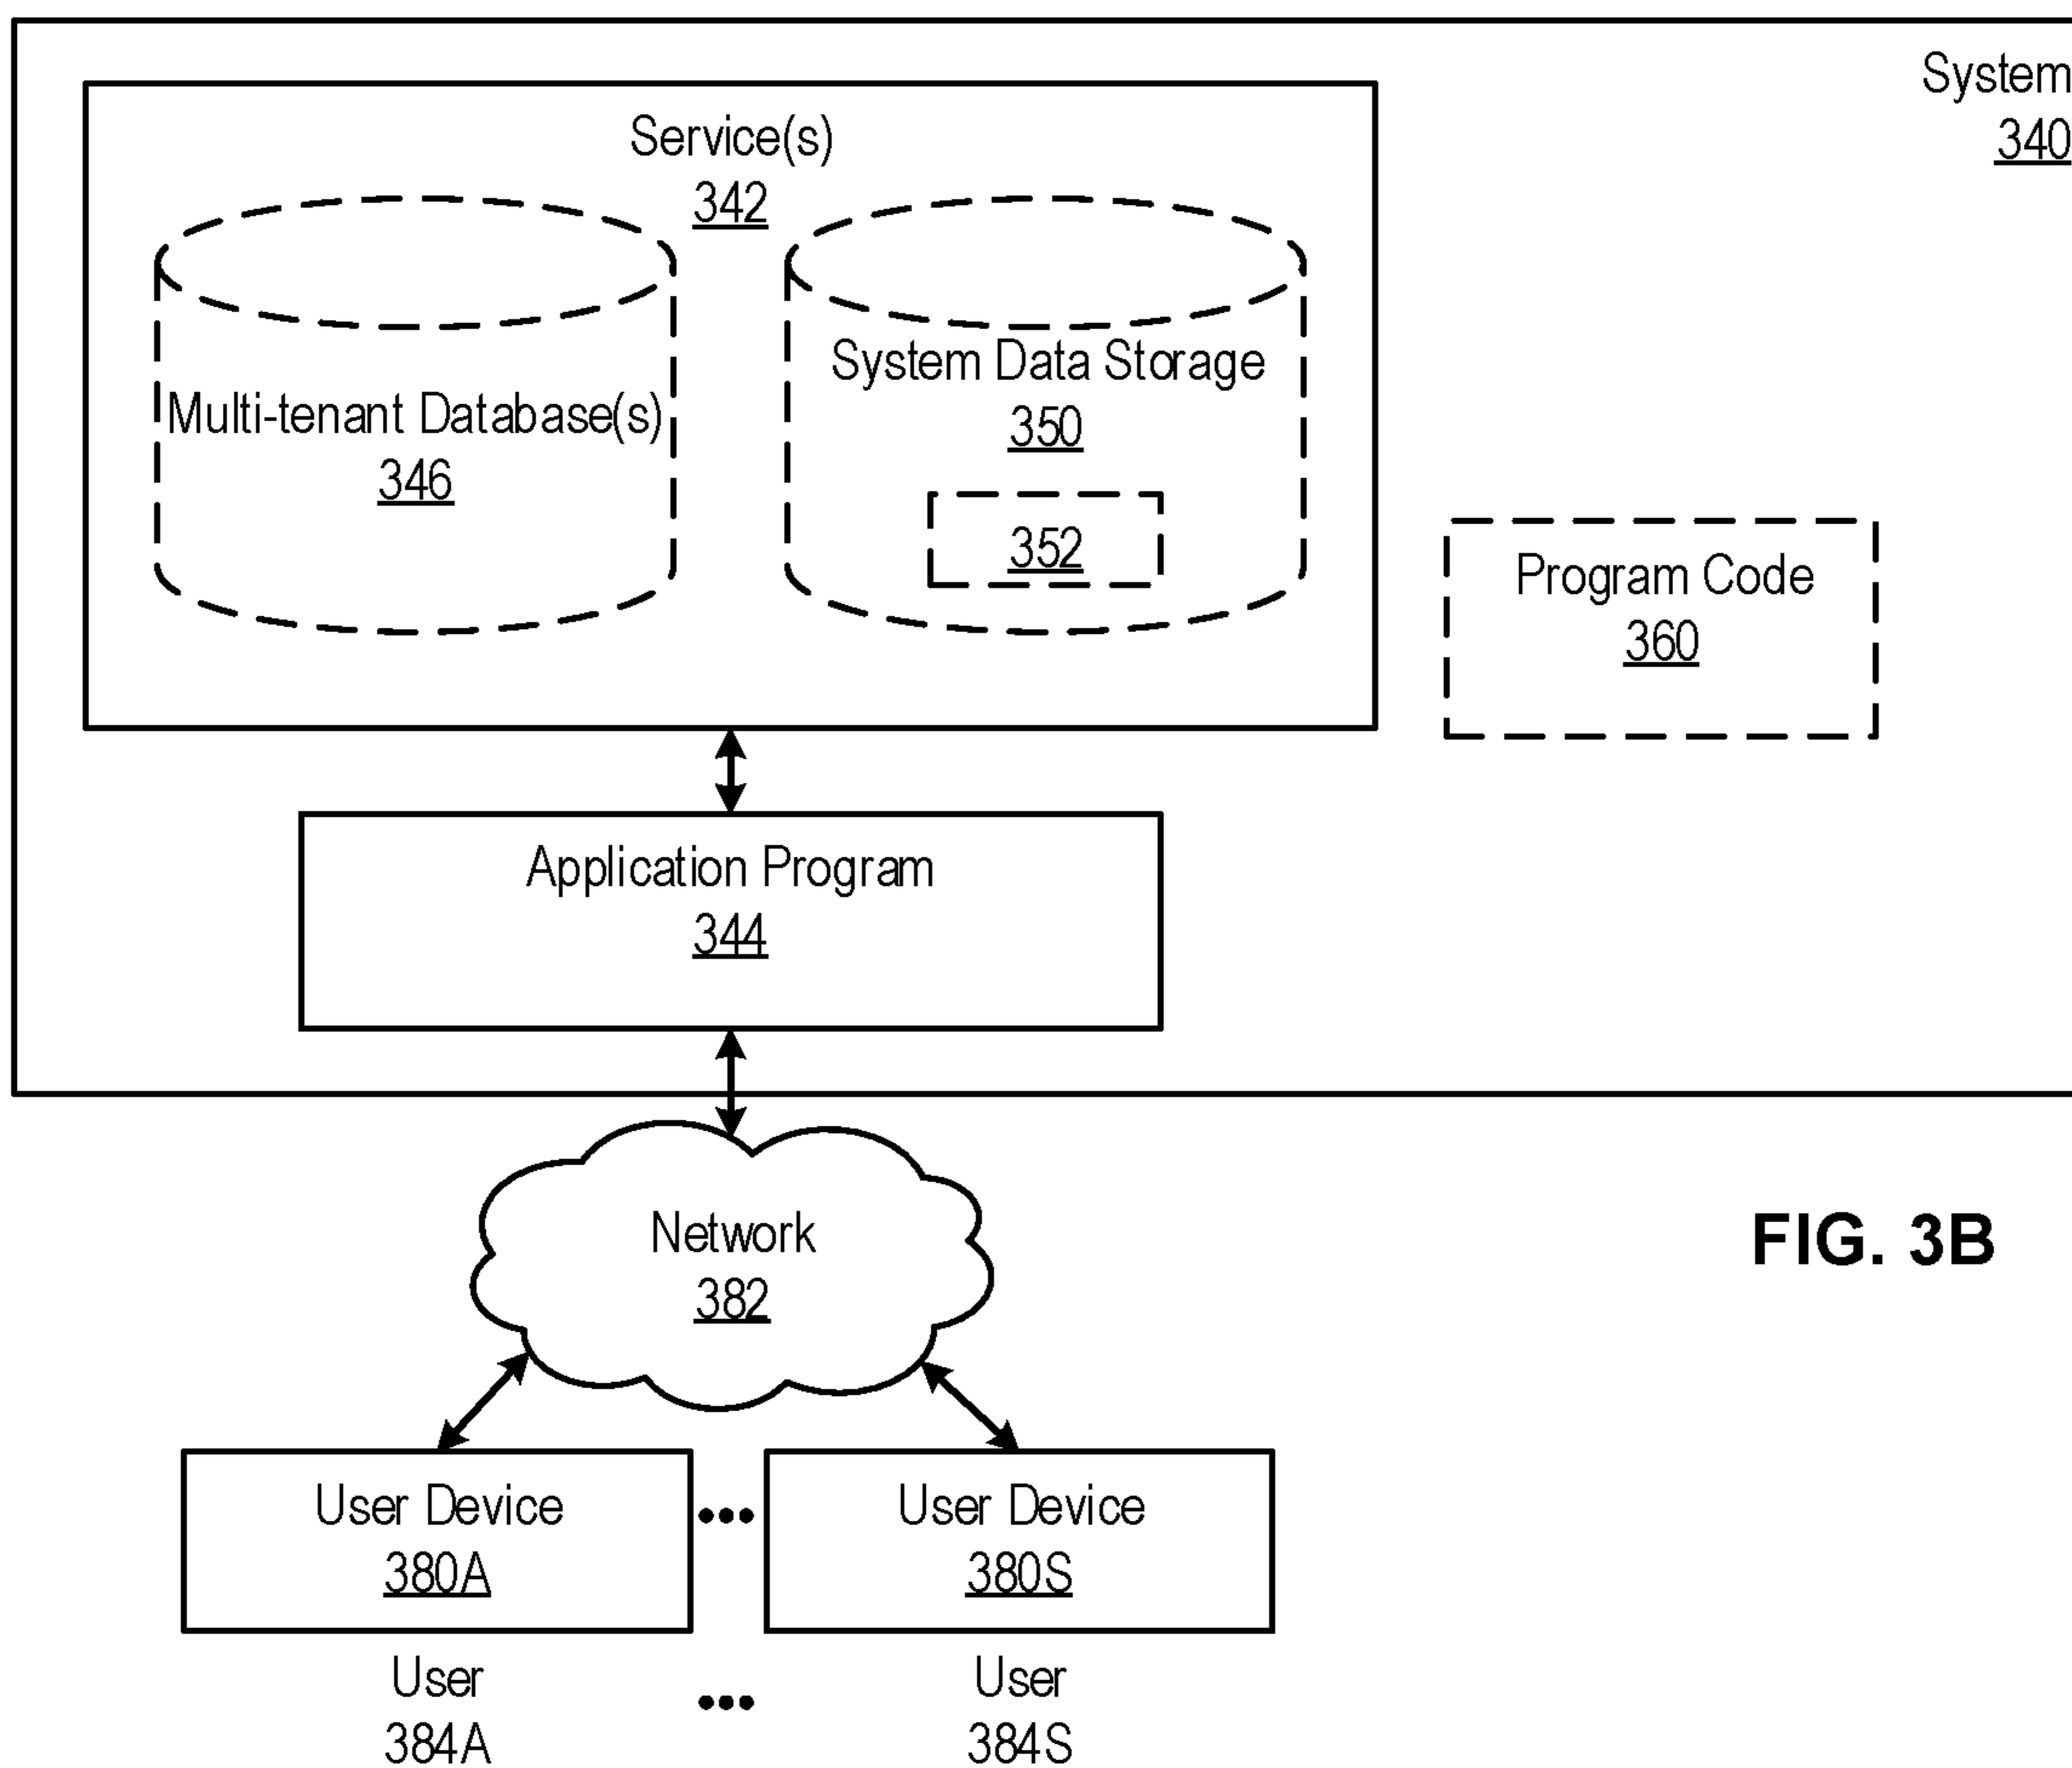 System
340
Service(s)
342
Multi-tenant Database(s)
346
System Data Storage
350
352
Program Code
360
Application Program
344
Network
382
FIG. 3B
User Device
380A
•••
User Device
380S
User
384A
•••
User
384S